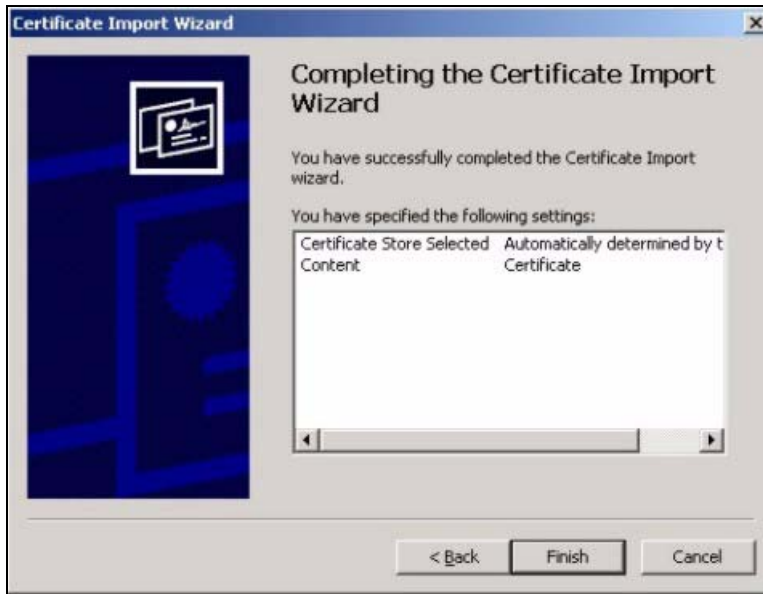 Certificate Import Wizard
Completing the Certificate Import
Wizard
You have successfully completed the Certificate Import
wizard.
You have specified the following settings:
Certificate Store Selected Automatically determined by t
Content Certificate
< Back Finish Cancel